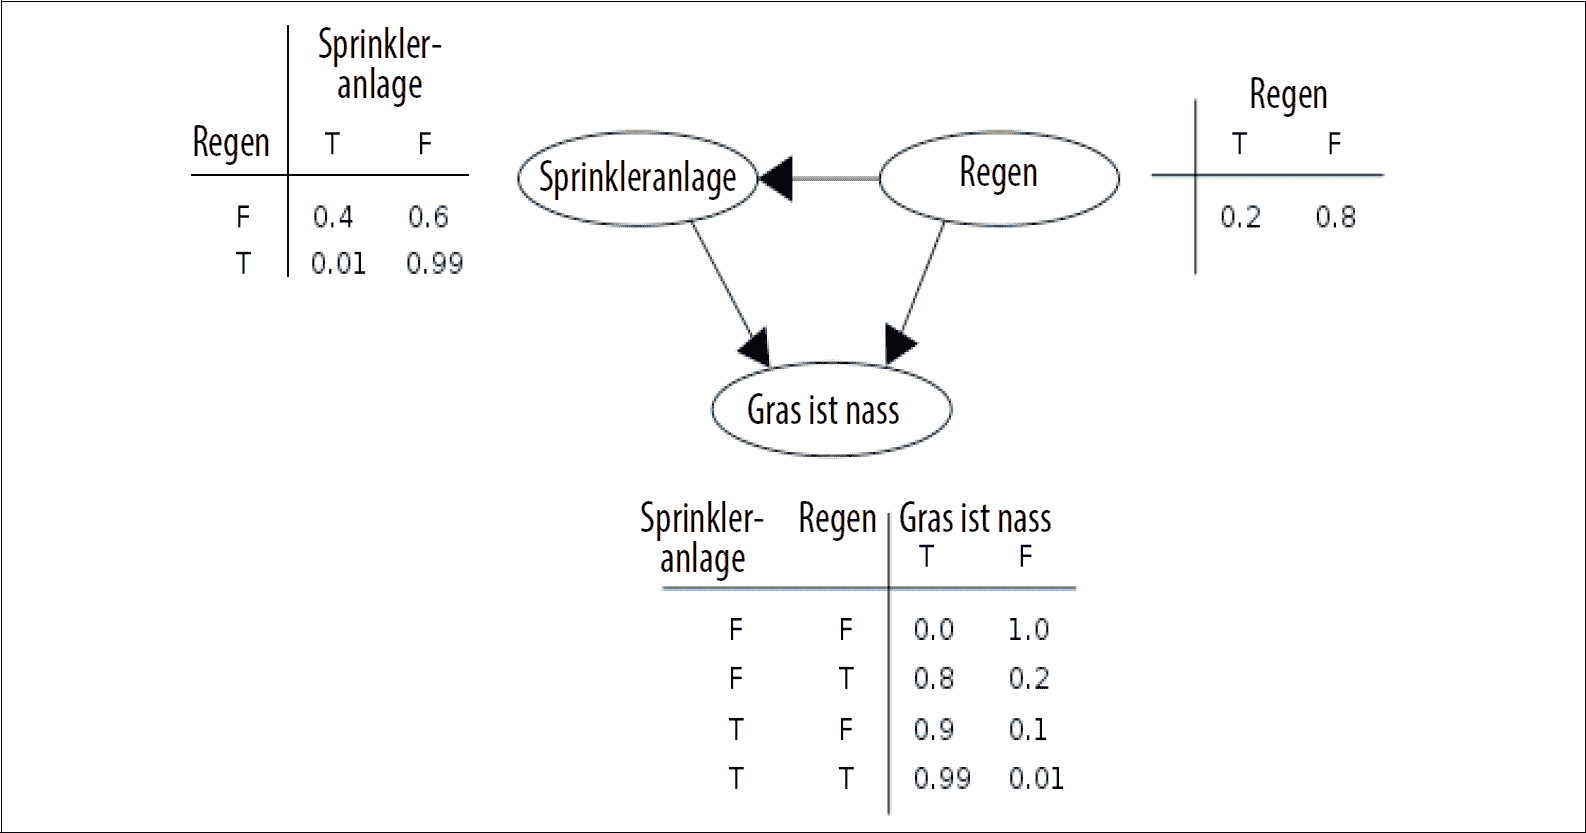 Sprinkler-
anlage
Regen T F
F 0.4 0.6
T 0.01 0.99
Sprinkleranlage
Regen
Regen
T F
0.2 0.8
Gras ist nass
Sprinkler- Regen Gras ist nass
anlage T F
F F 0.0 1.0
F T 0.8 0.2
T F 0.9 0.1
T T 0.99 0.01